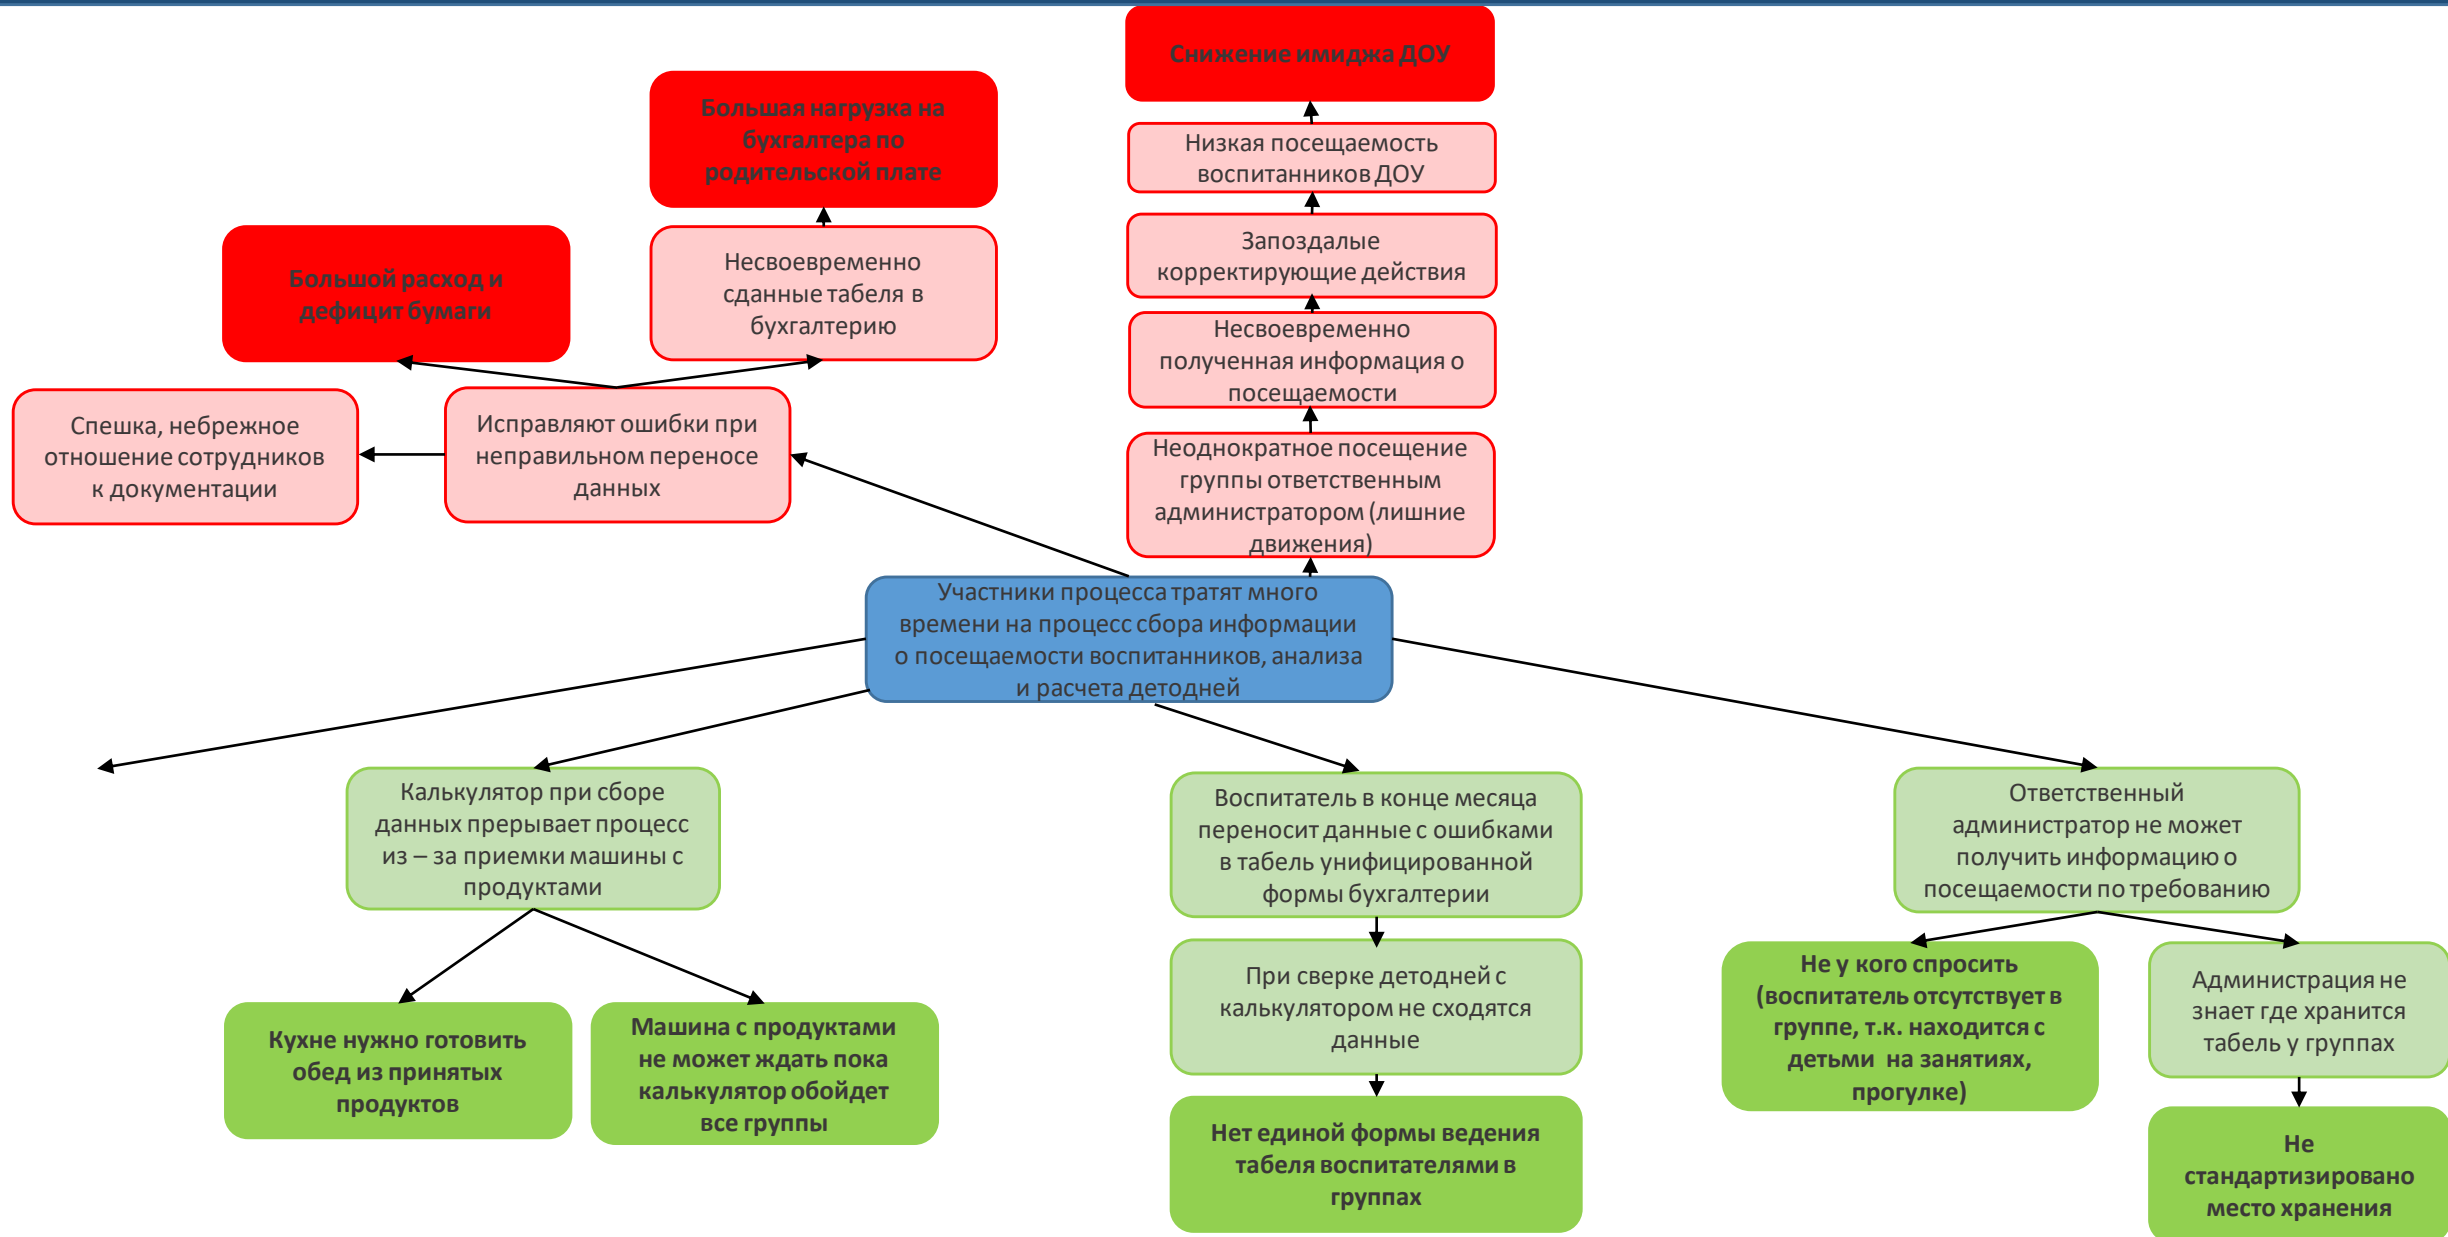 Снижение имиджа ДОУ
Большая нагрузка на
бухгалтера по
родительской плате
Низкая посещаемость
воспитанников ДОУ
Большой расход и
дефицит бумаги
Несвоевременно
сданные табеля в
бухгалтерию
Запоздалые
корректирующие действия
Несвоевременно
полученная информация о
посещаемости
Спешка, небрежное
отношение сотрудников
к документации
Исправляют ошибки при
неправильном переносе
данных
Неоднократное посещение
группы ответственным
администратором (лишние
движения)
Участники процесса тратят много
времени на процесс сбора информации
о посещаемости воспитанников, анализа
и расчета детодней
Калькулятор при сборе
данных прерывает процесс
из – за приемки машины с
продуктами
Воспитатель в конце месяца
переносит данные с ошибками
в табель унифицированной
формы бухгалтерии
Ответственный
администратор не может
получить информацию о
посещаемости по требованию
Кухне нужно готовить
обед из принятых
продуктов
Машина с продуктами
не может ждать пока
калькулятор обойдет
все группы
При сверке детодней с
калькулятором не сходятся
данные
Не у кого спросить
(воспитатель отсутствует в
группе, т.к. находится с
детьми на занятиях,
прогулке)
Администрация не
знает где хранится
табель у группах
Нет единой формы ведения
табеля воспитателями в
группах
Не
стандартизировано
место хранения